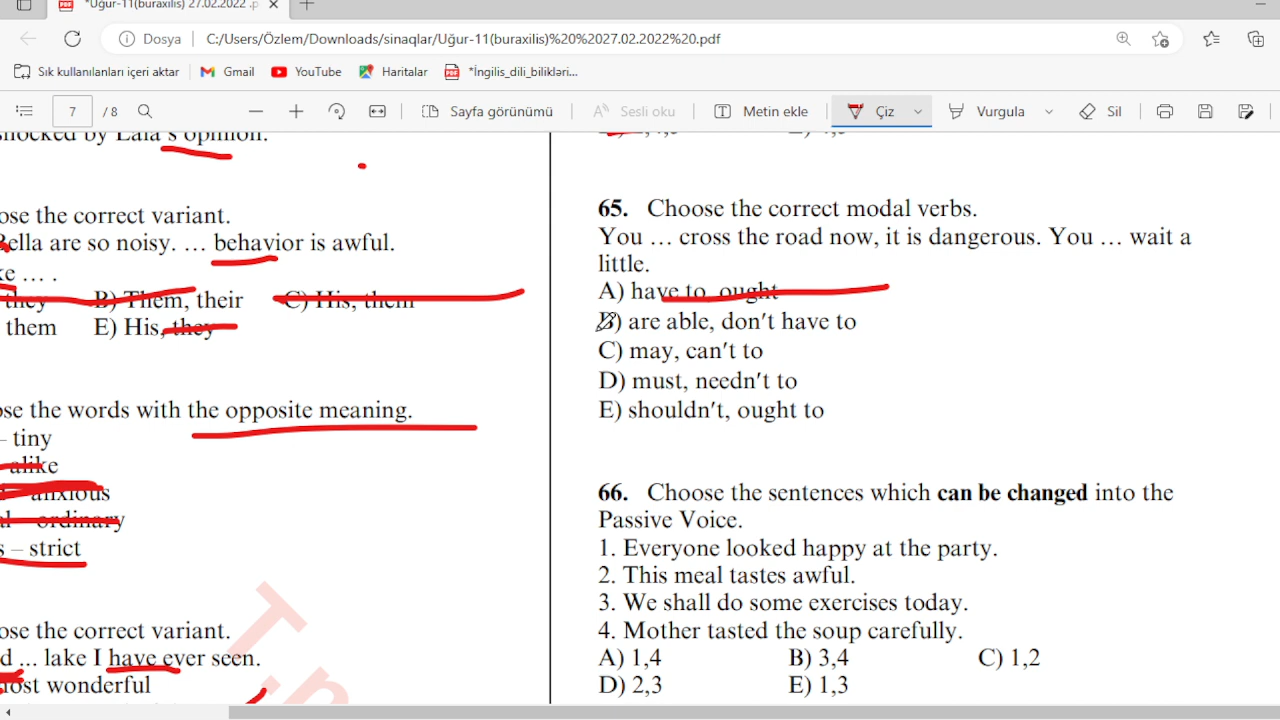 *Uğur-11(buraxılış) 27.02.2022 .p
Dosya
C:/Users/Özlem/Downloads/sinaqlar/Uğur-11(buraxilis)%20%2027.02.2022%20.pdf
Sık kullanılanları içeri aktar
Gmail
YouTube
Haritalar
*İngilis_dili_bilikləri...
7
/ 8
Sayfa görünümü
Sesli oku
Metin ekle
Çiz
Vurgula
Sil
by Lala's opinion.
ose the correct variant.
Bella are so noisy. … behavior is awful.
ke … .
they B) Them, their C) His, them
them E) His, they
ose the words with the opposite meaning.
– tiny
– alike
– anxious
al – ordinary
s – strict
ose the correct variant.
d ... lake I have ever seen.
most wonderful
65. Choose the correct modal verbs.
You … cross the road now, it is dangerous. You … wait a
little.
A) have to, ought
B) are able, don't have to
C) may, can't to
D) must, needn't to
E) shouldn't, ought to
66. Choose the sentences which can be changed into the
Passive Voice.
1. Everyone looked happy at the party.
2. This meal tastes awful.
3. We shall do some exercises today.
4. Mother tasted the soup carefully.
A) 1,4 B) 3,4 C) 1,2
D) 2,3 E) 1,3